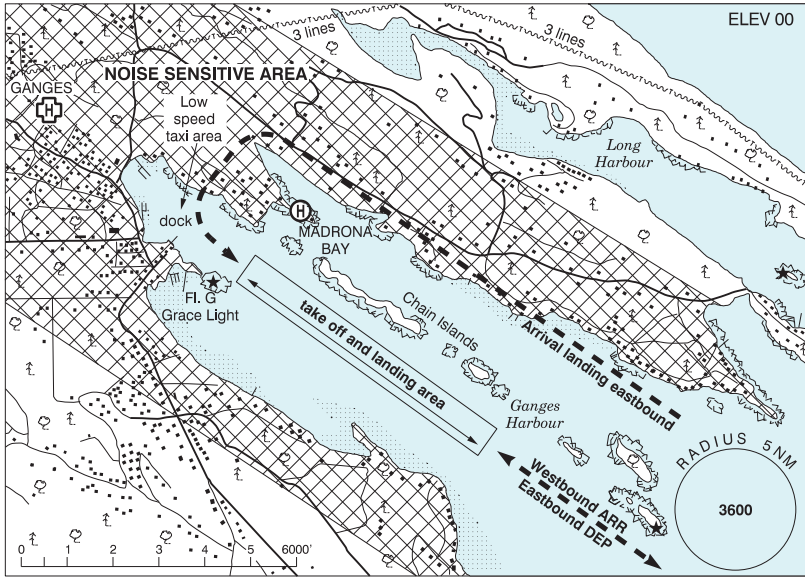 ELEV 00
3 lines
3 lines
NOISE SENSITIVE AREA
GANGES
H
Low
speed
taxi area
Long
Harbour
dock
H
MADRONA
BAY
Fl. G
Grace Light
take off and landing area
Chain Islands
Arrival landing eastbound
Ganges
Harbour
Westbound ARR
Eastbound DEP
RADIUS 5 NM
3600
0 1 2 3 4 5 6000'